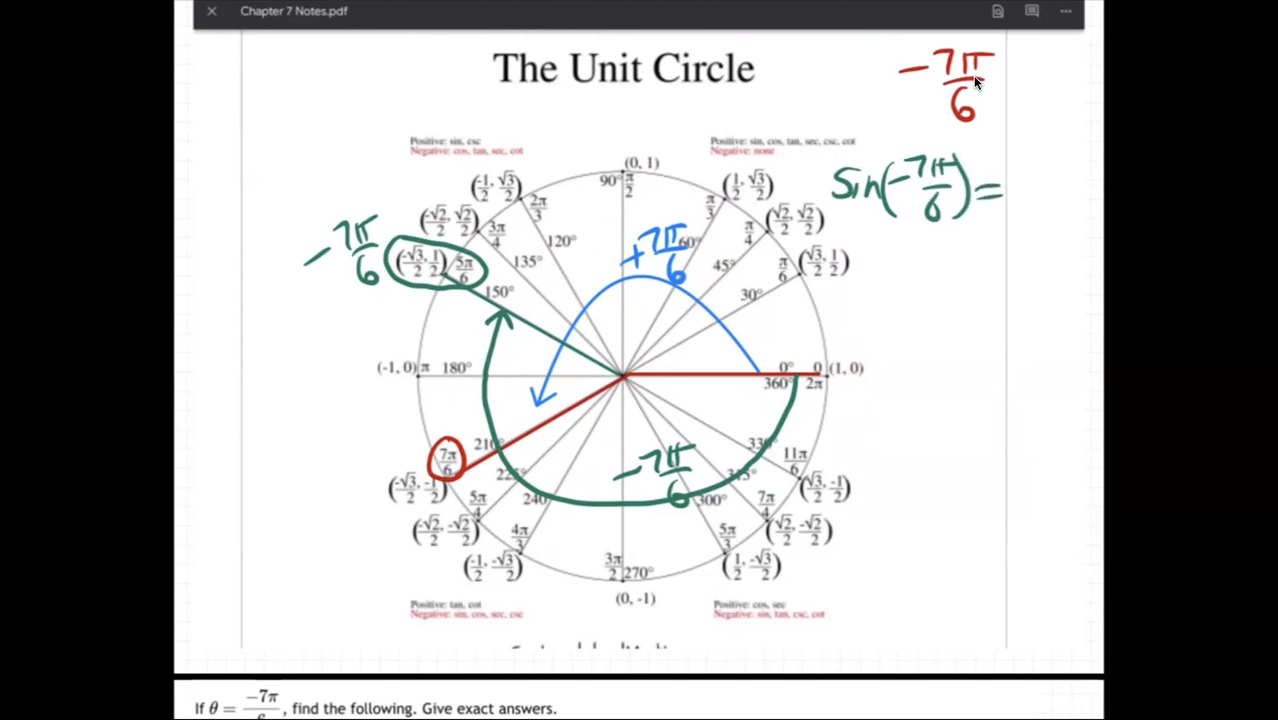 Chapter 7 Notes.pdf
The Unit Circle
-7π/6
Positive: sin, csc
Negative: cos, tan, sec, cot
Positive: sin, cos, tan, sec, csc, cot
Negative: none
(0, 1)
90° π/2
sin(-7π/6)=
(-1/2, √3/2) 2π/3 120°
(1/2, √3/2) π/3 60°
(-√2/2, √2/2) 3π/4 135°
(√2/2, √2/2) π/4 45°
-7π/6
(-√3/2, 1/2) 5π/6 150°
+7π/6
(√3/2, 1/2) π/6 30°
(-1, 0) π 180°
0° 0 (1, 0)
360° 2π
7π/6 210°
(-√3/2, -1/2)
-7π/6
330° 11π/6 (√3/2, -1/2)
225° 5π/4 (-√2/2, -√2/2)
315° 7π/4 (√2/2, -√2/2)
240 4π/3 (-1/2, -√3/2)
300° 5π/3 (1/2, -√3/2)
3π/2 270°
(0, -1)
Positive: tan, cot
Negative: sin, cos, sec, csc
Positive: cos, sec
Negative: sin, tan, csc, cot
If θ = -7π/6, find the following. Give exact answers.